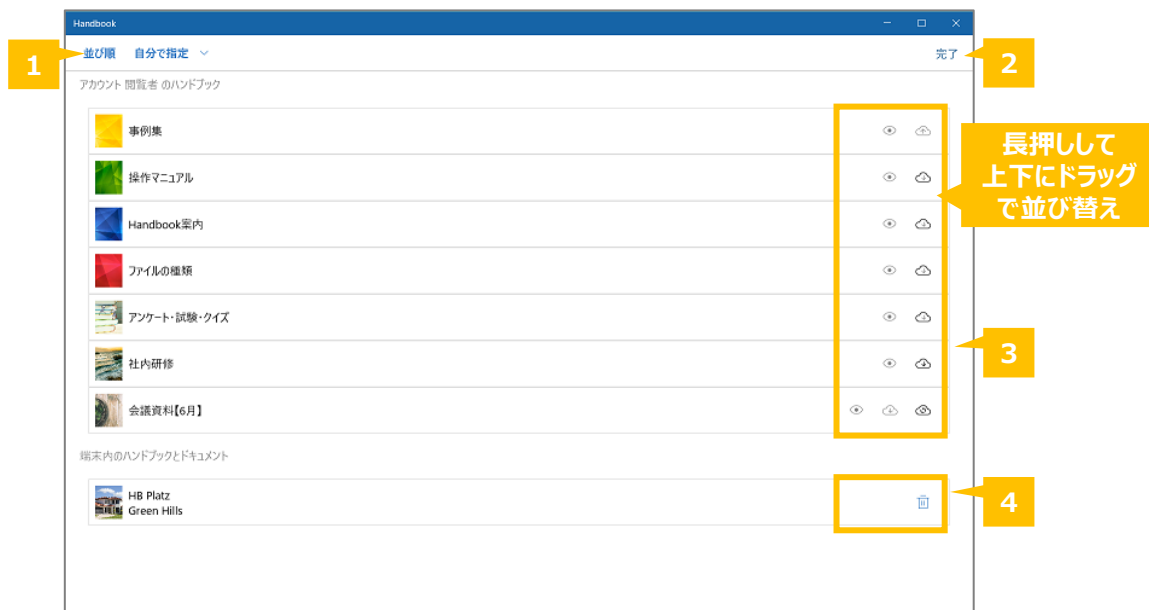 Handbook
1
並び順 自分で指定
完了
2
アカウント 閲覧者 のハンドブック
事例集
操作マニュアル
Handbook案内
ファイルの種類
アンケート・試験・クイズ
社内研修
会議資料【6月】
長押しして
上下にドラッグ
で並び替え
3
端末内のハンドブックとドキュメント
HB Platz
Green Hills
4